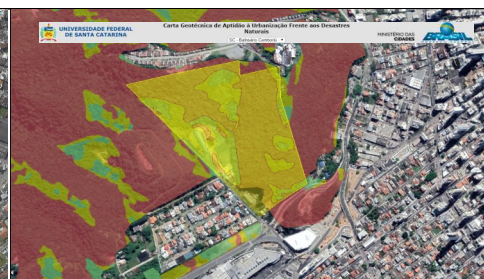 UNIVERSIDADE FEDERAL
DE SANTA CATARINA
Carta Geotécnica de Aptidão à Urbanização Frente aos Desastres
Naturais
SC - Balneário Camboriú
MINISTÉRIO DAS
CIDADES
BRASIL